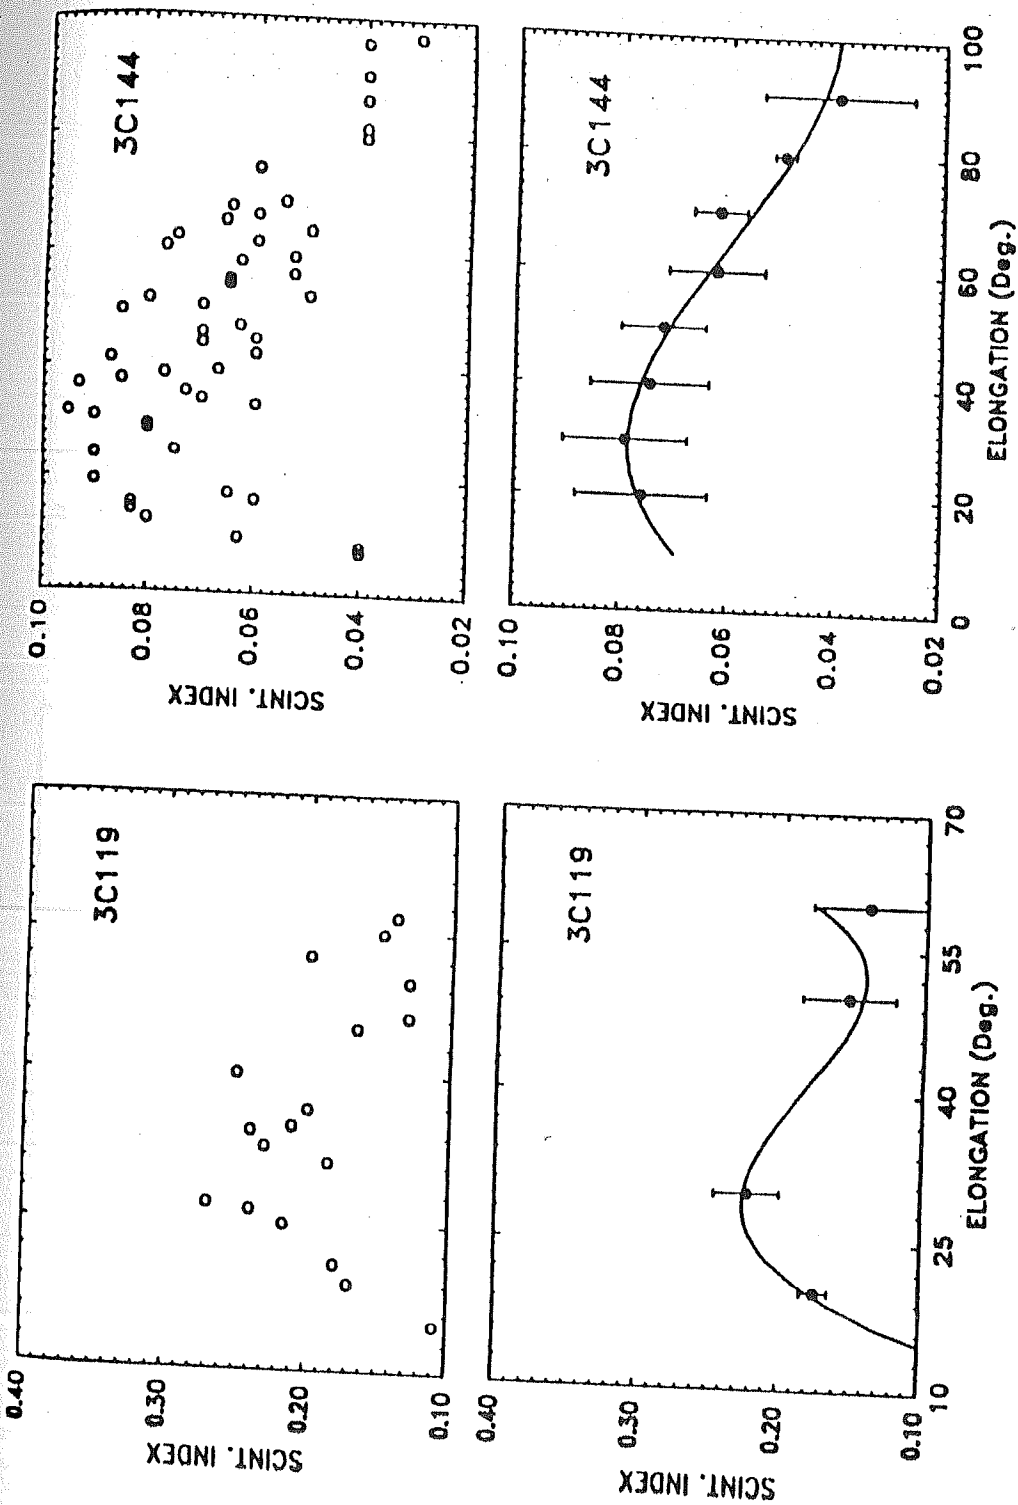 3C119
0.40
0.30
0.20
0.10
SCINT. INDEX
3C119
0.40
0.30
0.20
0.10
SCINT. INDEX
10
25
40
55
70
ELONGATION (Deg.)
3C144
0.10
0.08
0.06
0.04
0.02
SCINT. INDEX
3C144
0.10
0.08
0.06
0.04
0.02
SCINT. INDEX
0
20
40
60
80
100
ELONGATION (Deg.)